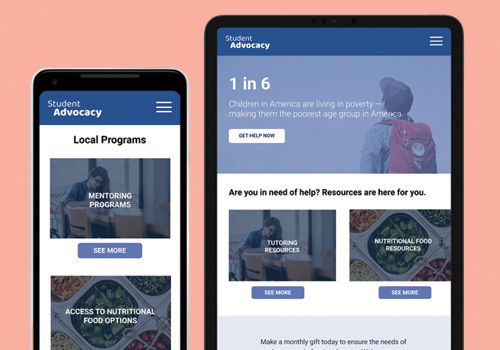 Student
Advocacy
Local Programs
MENTORING
PROGRAMS
SEE MORE
ACCESS TO NUTRITIONAL
FOOD OPTIONS
Student
Advocacy
1 in 6
Children in America are living in poverty —
making them the poorest age group in America
GET HELP NOW
Are you in need of help? Resources are here for you.
TUTORING
RESOURCES
SEE MORE
NUTRITIONAL FOOD
RESOURCES
SEE MORE
Make a monthly gift today to ensure the needs of